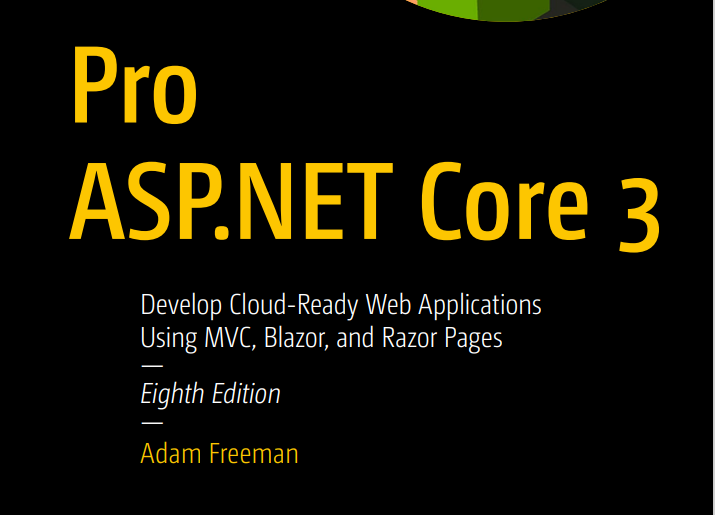 Pro
ASP.NET Core 3
Develop Cloud-Ready Web Applications
Using MVC, Blazor, and Razor Pages
—
Eighth Edition
—
Adam Freeman